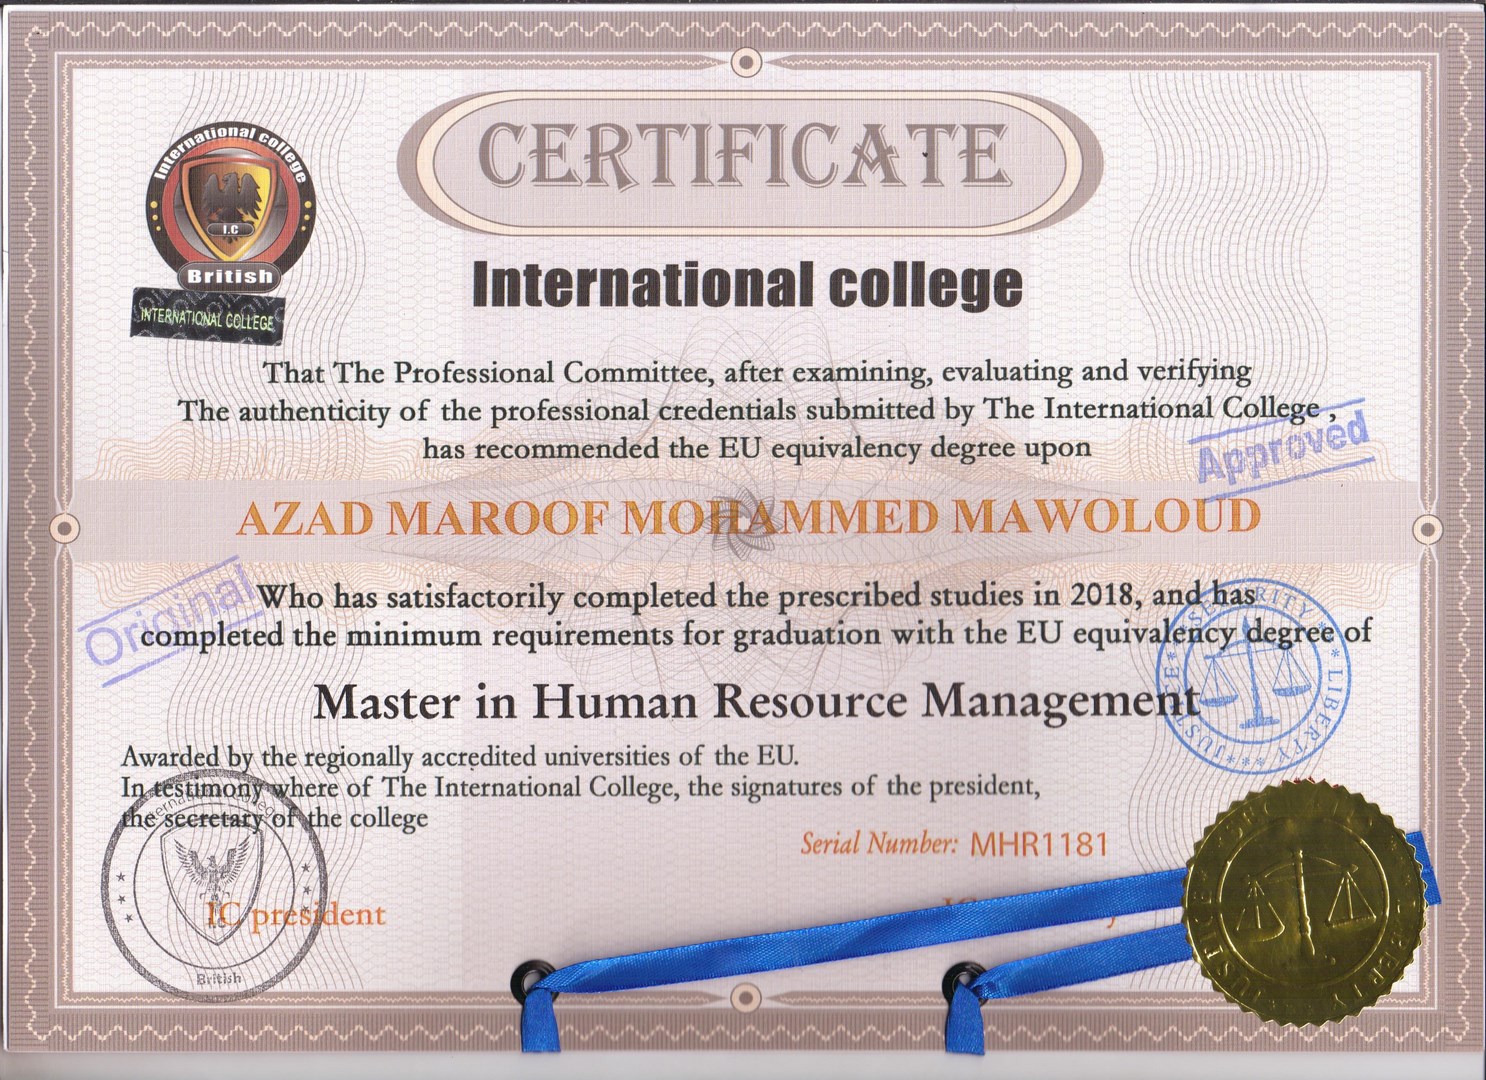 CERTIFICATE
International college
I.C
British
INTERNATIONAL COLLEGE
International college
That The Professional Committee, after examining, evaluating and verifying
The authenticity of the professional credentials submitted by The International College ,
has recommended the EU equivalency degree upon
Approved
AZAD MAROOF MOHAMMED MAWOLOUD
Original
Who has satisfactorily completed the prescribed studies in 2018, and has
completed the minimum requirements for graduation with the EU equivalency degree of
SECURITY * LIBERTY *** JUSTICE
Master in Human Resource Management
Awarded by the regionally accredited universities of the EU.
In testimony where of The International College, the signatures of the president,
the secretary of the college
International College
British
Serial Number: MHR1181
IC president
JUSTICE